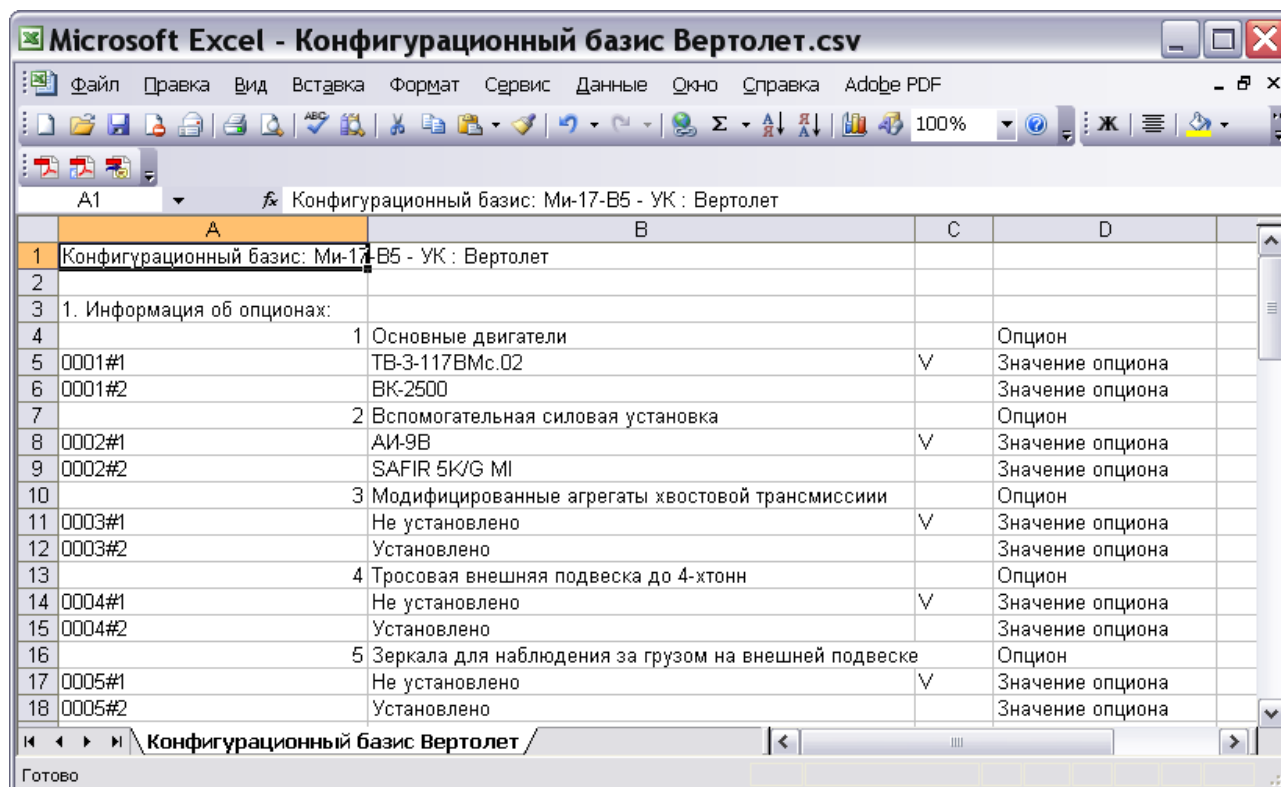 Microsoft Excel - Конфигурационный базис Вертолет.csv
Файл Правка Вид Вставка Формат Сервис Данные Окно Справка Adobe PDF
100% Ж
A1 fx Конфигурационный базис: Ми-17-В5 - УК : Вертолет
A B C D
1 Конфигурационный базис: Ми-17-В5 - УК : Вертолет
2
3 1. Информация об опционах:
4 1 Основные двигатели Опцион
5 0001#1 ТВ-3-117ВМс.02 V Значение опциона
6 0001#2 ВК-2500 Значение опциона
7 2 Вспомогательная силовая установка Опцион
8 0002#1 АИ-9В V Значение опциона
9 0002#2 SAFIR 5K/G MI Значение опциона
10 3 Модифицированные агрегаты хвостовой трансмиссиии Опцион
11 0003#1 Не установлено V Значение опциона
12 0003#2 Установлено Значение опциона
13 4 Тросовая внешняя подвеска до 4-хтонн Опцион
14 0004#1 Не установлено V Значение опциона
15 0004#2 Установлено Значение опциона
16 5 Зеркала для наблюдения за грузом на внешней подвеске Опцион
17 0005#1 Не установлено V Значение опциона
18 0005#2 Установлено Значение опциона
Конфигурационный базис Вертолет
Готово